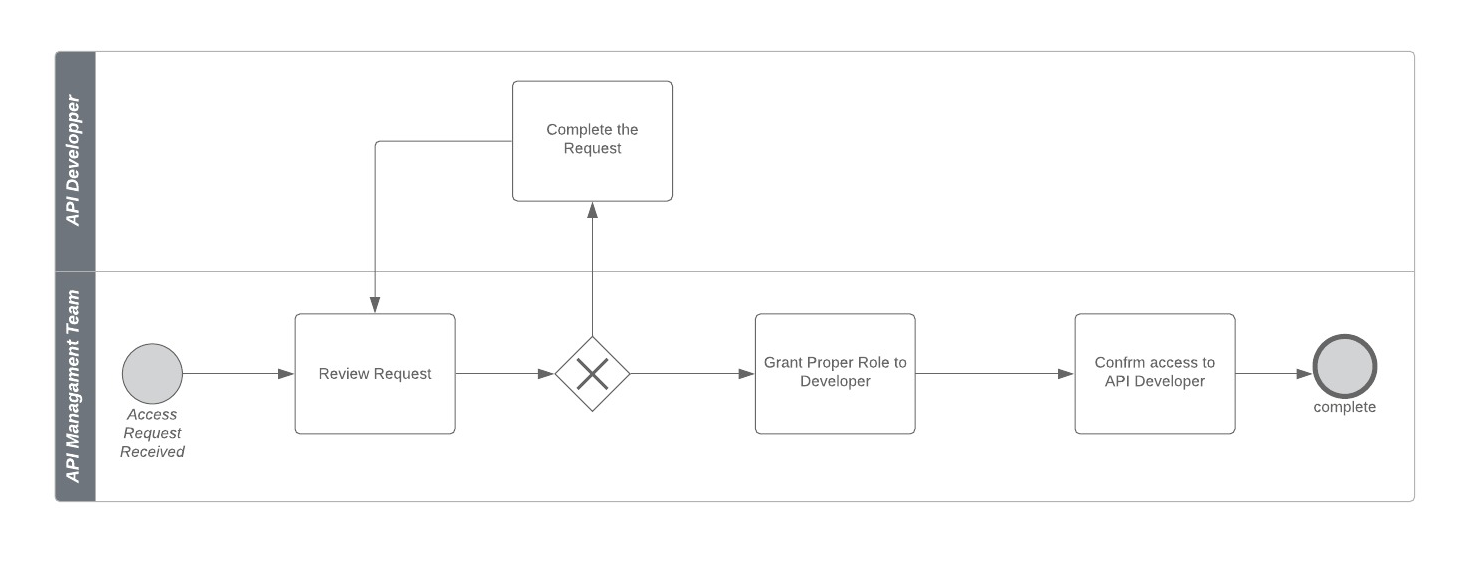 API Developper
Complete the
Request
API Managament Team
Access
Request
Received
Review Request
Grant Proper Role to
Developer
Confrm access to
API Developer
complete